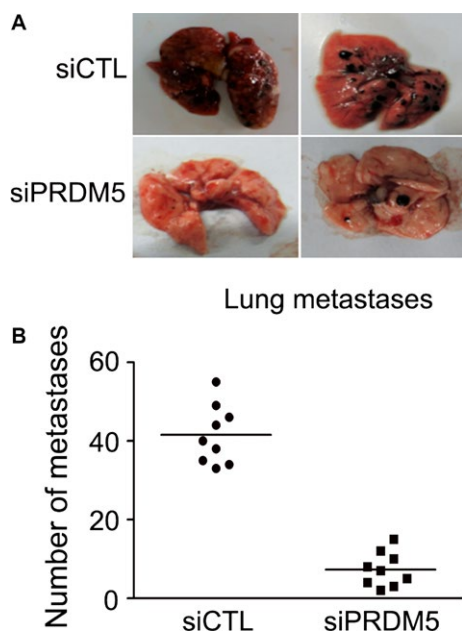 A
siCTL
siPRDM5
Lung metastases
B
Number of metastases
60
40
20
0
siCTL
siPRDM5